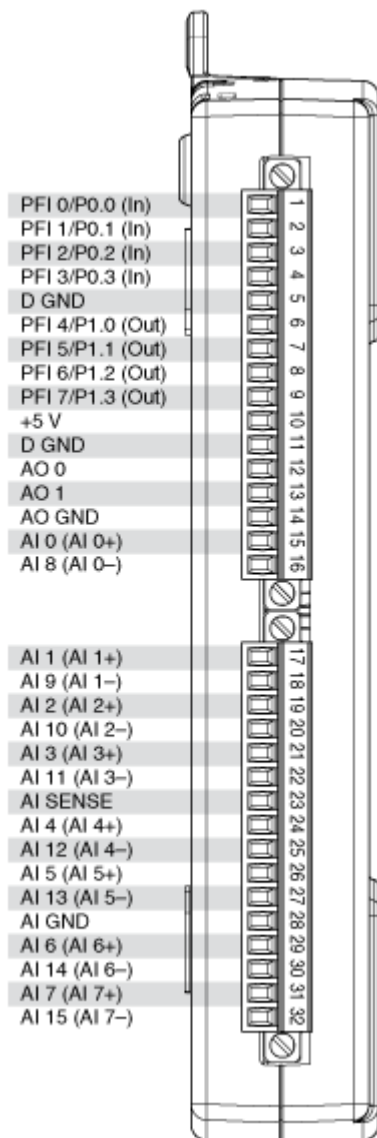 PFI 0/P0.0 (In) 1
PFI 1/P0.1 (In) 2
PFI 2/P0.2 (In) 3
PFI 3/P0.3 (In) 4
D GND 5
PFI 4/P1.0 (Out) 6
PFI 5/P1.1 (Out) 7
PFI 6/P1.2 (Out) 8
PFI 7/P1.3 (Out) 9
+5 V 10
D GND 11
AO 0 12
AO 1 13
AO GND 14
AI 0 (AI 0+) 15
AI 8 (AI 0–) 16
AI 1 (AI 1+) 17
AI 9 (AI 1–) 18
AI 2 (AI 2+) 19
AI 10 (AI 2–) 20
AI 3 (AI 3+) 21
AI 11 (AI 3–) 22
AI SENSE 23
AI 4 (AI 4+) 24
AI 12 (AI 4–) 25
AI 5 (AI 5+) 26
AI 13 (AI 5–) 27
AI GND 28
AI 6 (AI 6+) 29
AI 14 (AI 6–) 30
AI 7 (AI 7+) 31
AI 15 (AI 7–) 32